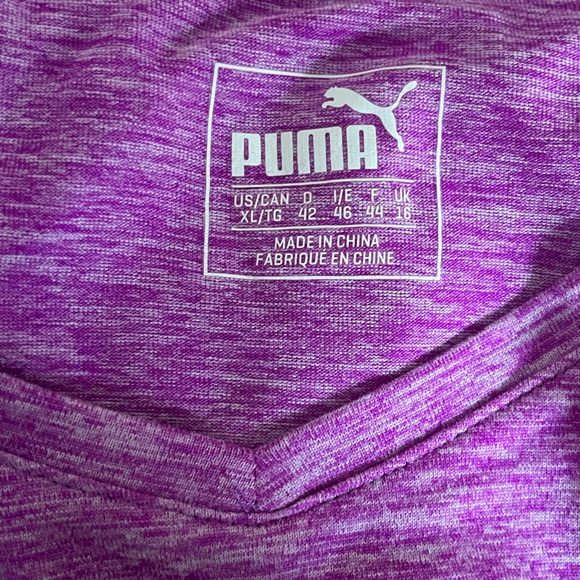 PUMA
US/CAN D I/E F UK
XL/TG 42 46 44 16
MADE IN CHINA
FABRIQUE EN CHINE